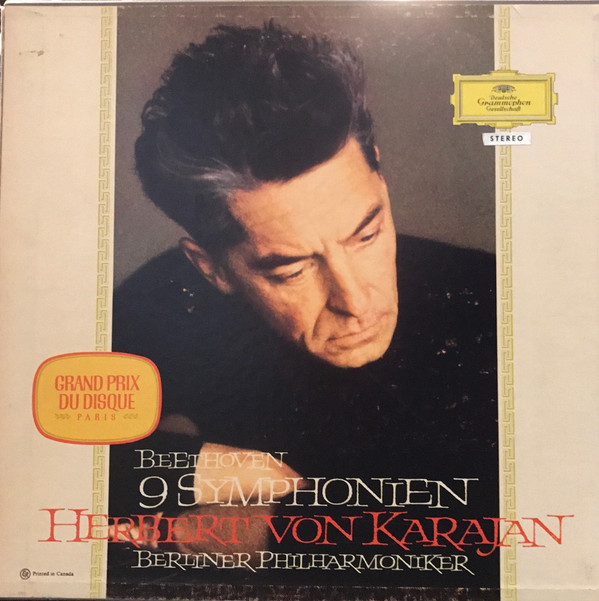 Deutsche
Grammophon
Gesellschaft
STEREO
GRAND PRIX
DU DISQUE
PARIS
BEETHOVEN
9 SYMPHONIEN
HERBERT VON KARAJAN
BERLINER PHILHARMONIKER
Printed in Canada